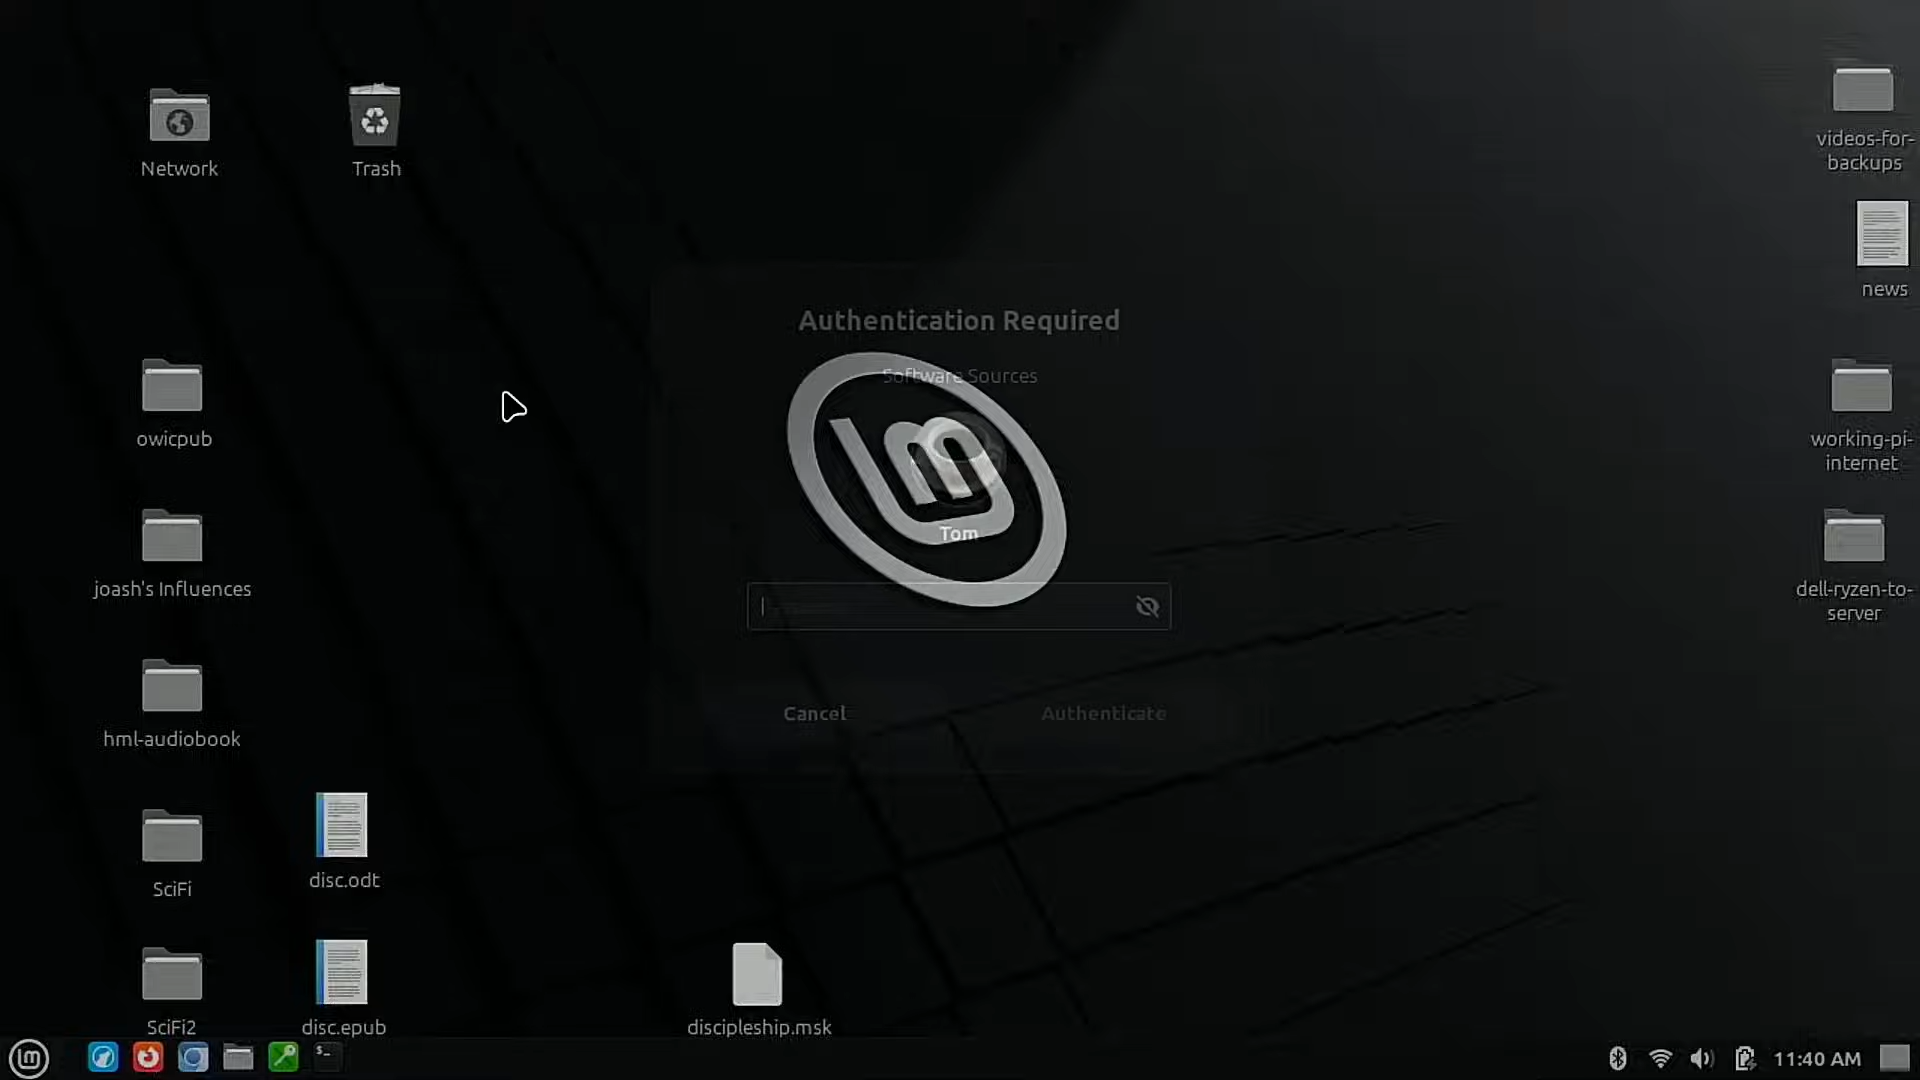 Network
Trash
videos-for-
backups
news
Authentication Required
Software Sources
owicpub
working-pi-
internet
Tom
joash's Influences
dell-ryzen-to-
server
Cancel
Authenticate
hml-audiobook
SciFi
disc.odt
SciFi2
disc.epub
discipleship.msk
11:40 AM